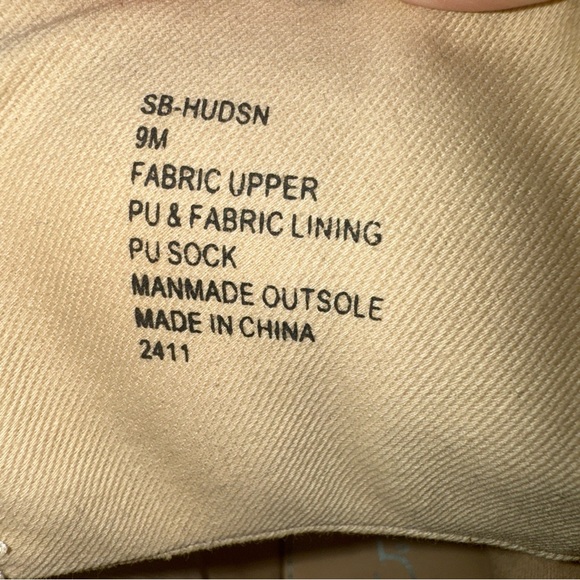 SB-HUDSN
9M
FABRIC UPPER
PU & FABRIC LINING
PU SOCK
MANMADE OUTSOLE
MADE IN CHINA
2411